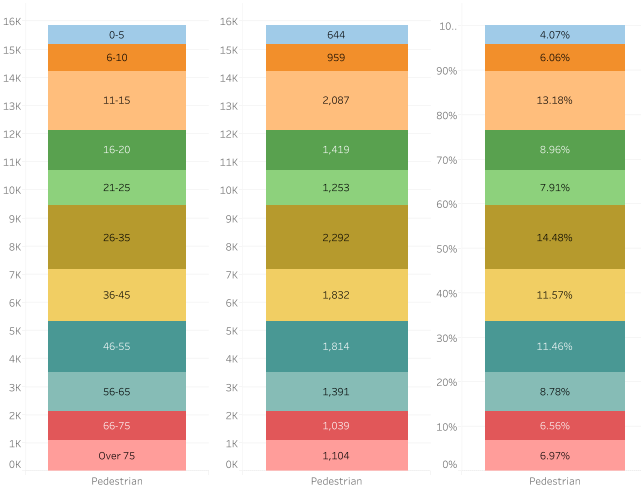 16K
15K
14K
13K
12K
11K
10K
9K
8K
7K
6K
5K
4K
3K
2K
1K
0K
0-5
6-10
11-15
16-20
21-25
26-35
36-45
46-55
56-65
66-75
Over 75
Pedestrian
16K
15K
14K
13K
12K
11K
10K
9K
8K
7K
6K
5K
4K
3K
2K
1K
0K
644
959
2,087
1,419
1,253
2,292
1,832
1,814
1,391
1,039
1,104
Pedestrian
10..
90%
80%
70%
60%
50%
40%
30%
20%
10%
0%
4.07%
6.06%
13.18%
8.96%
7.91%
14.48%
11.57%
11.46%
8.78%
6.56%
6.97%
Pedestrian